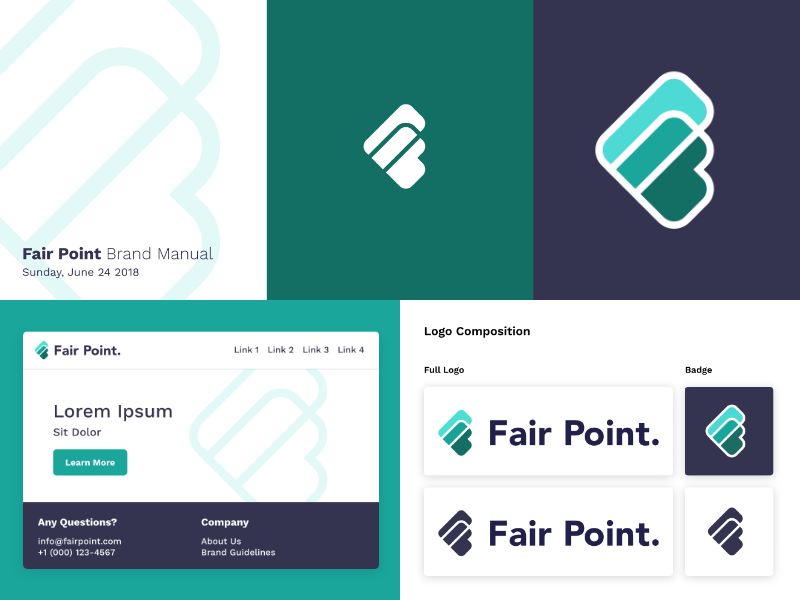 Fair Point Brand Manual
Sunday, June 24 2018
Fair Point.
Link 1 Link 2 Link 3 Link 4
Lorem Ipsum
Sit Dolor
Learn More
Any Questions?
info@fairpoint.com
+1 (000) 123-4567
Company
About Us
Brand Guidelines
Logo Composition
Full Logo
Badge
Fair Point.
Fair Point.